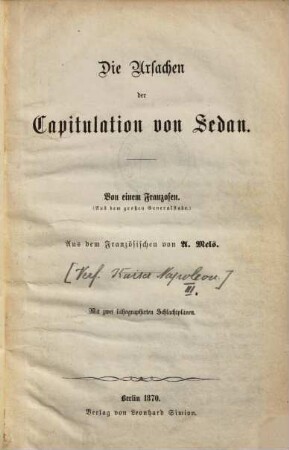 Die Ursachen
der
Capitulation von Sedan.
Von einem Franzosen.
(Aus dem großen Generalstabe.)
Aus dem Französischen von A. Mels.
[Verf. Kaiser Napoleon.]
III.
Mit zwei lithographirten Schlachtplänen.
Berlin 1870.
Verlag von Leonhard Simion.